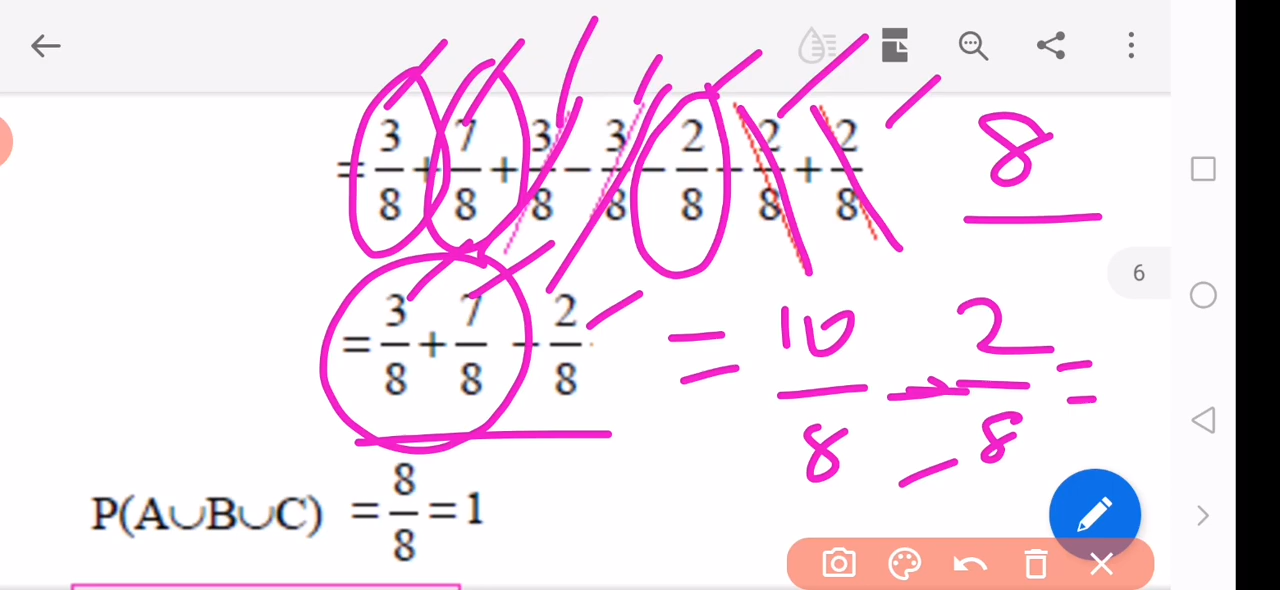 = 3/8 + 7/8 + 3/8 − 3/8 − 2/8 − 2/8 + 2/8
8
6
= 3/8 + 7/8 − 2/8 = 10/8 − 2/8 =
P(A∪B∪C) = 8/8 = 1